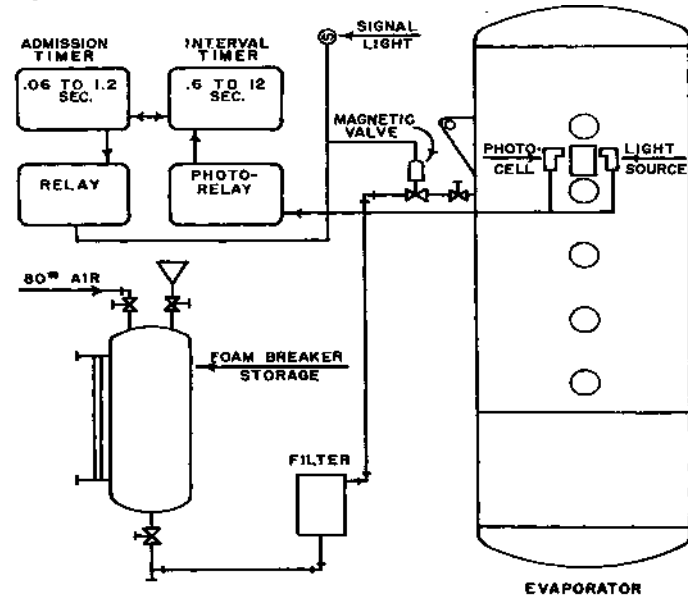 SIGNAL
LIGHT
ADMISSION
TIMER
INTERVAL
TIMER
.06 TO 1.2
SEC.
.6 TO 12
SEC.
MAGNETIC
VALVE
PHOTO-
CELL
LIGHT
SOURCE
RELAY
PHOTO-
RELAY
80# AIR
FOAM BREAKER
STORAGE
FILTER
EVAPORATOR